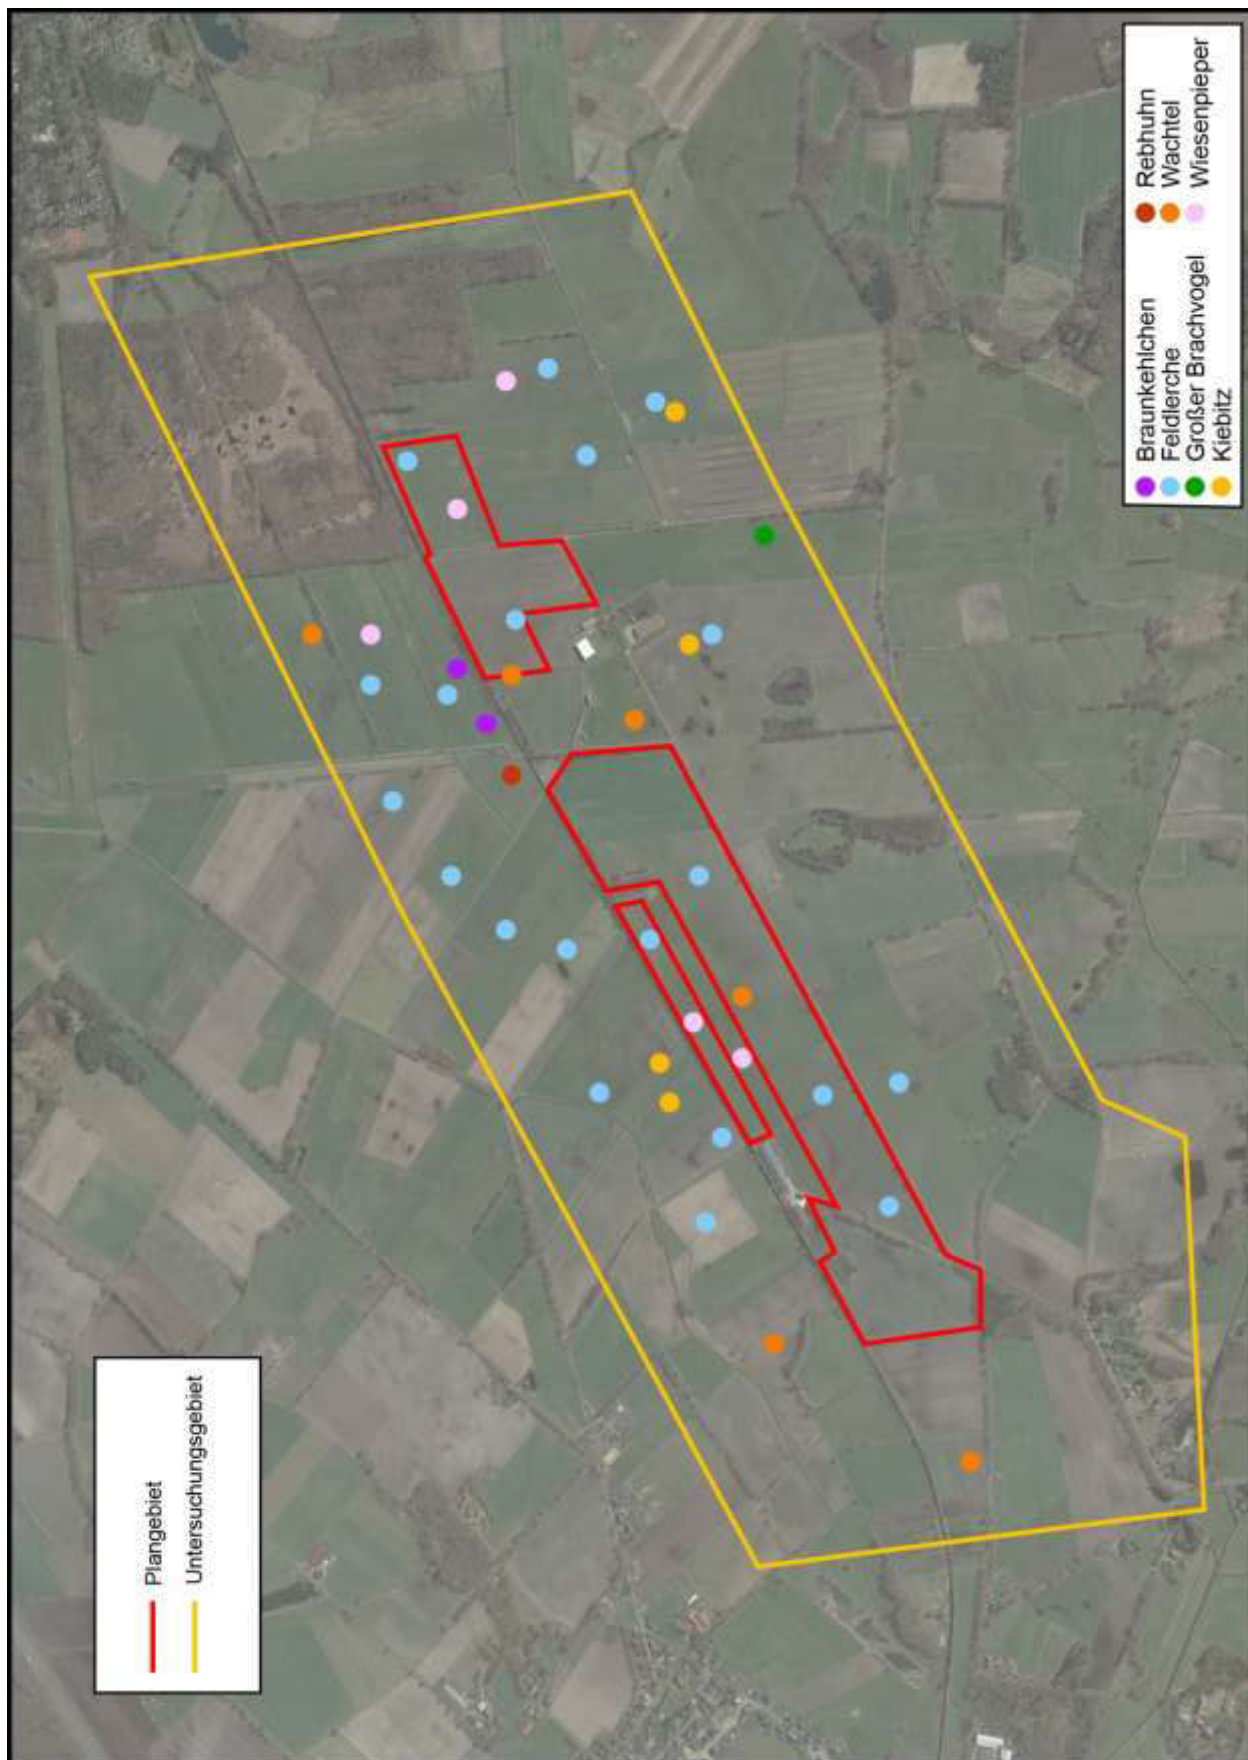 Plangebiet
Untersuchungsgebiet
Braunkehlchen
Feldlerche
Großer Brachvogel
Kiebitz
Rebhuhn
Wachtel
Wiesenpieper